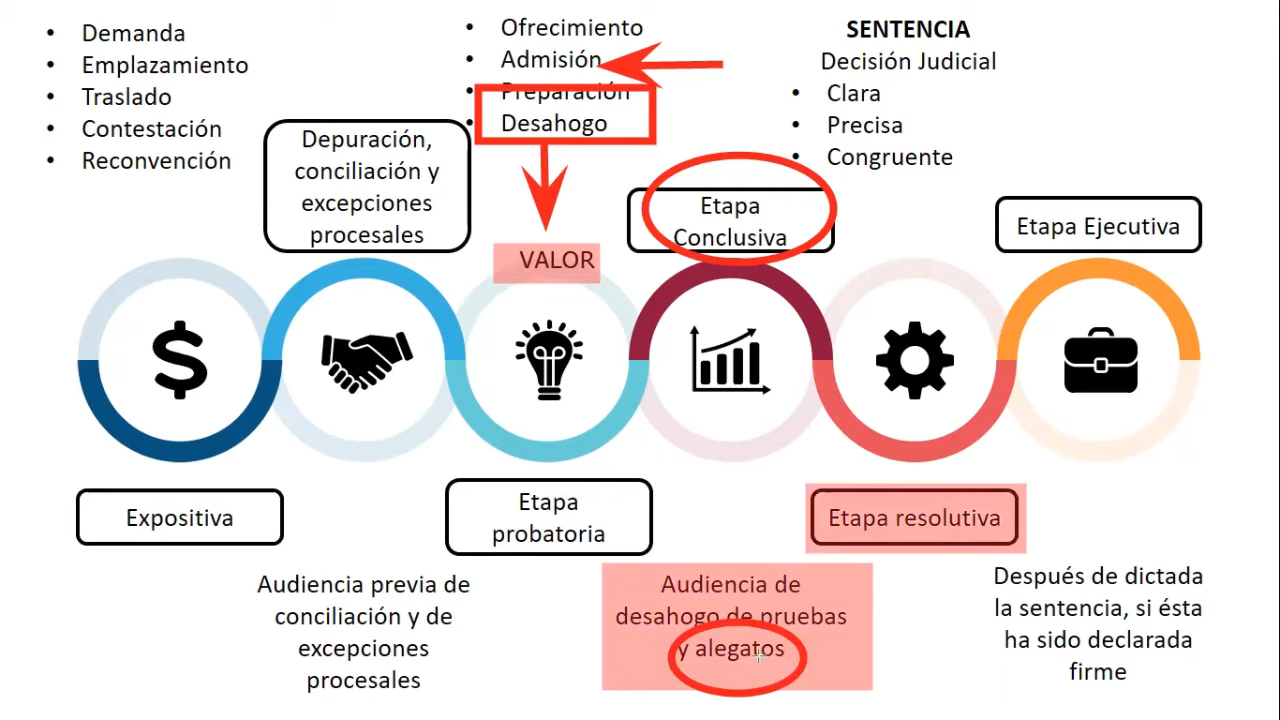 • Demanda
• Emplazamiento
• Traslado
• Contestación
• Reconvención
Depuración,
conciliación y
excepciones
procesales
• Ofrecimiento
• Admisión
• Preparación
• Desahogo
VALOR
SENTENCIA
Decisión Judicial
• Clara
• Precisa
• Congruente
Etapa
Conclusiva
Etapa Ejecutiva
$
Expositiva
Audiencia previa de
conciliación y de
excepciones
procesales
Etapa
probatoria
Audiencia de
desahogo de pruebas
y alegatos
Etapa resolutiva
Después de dictada
la sentencia, si ésta
ha sido declarada
firme